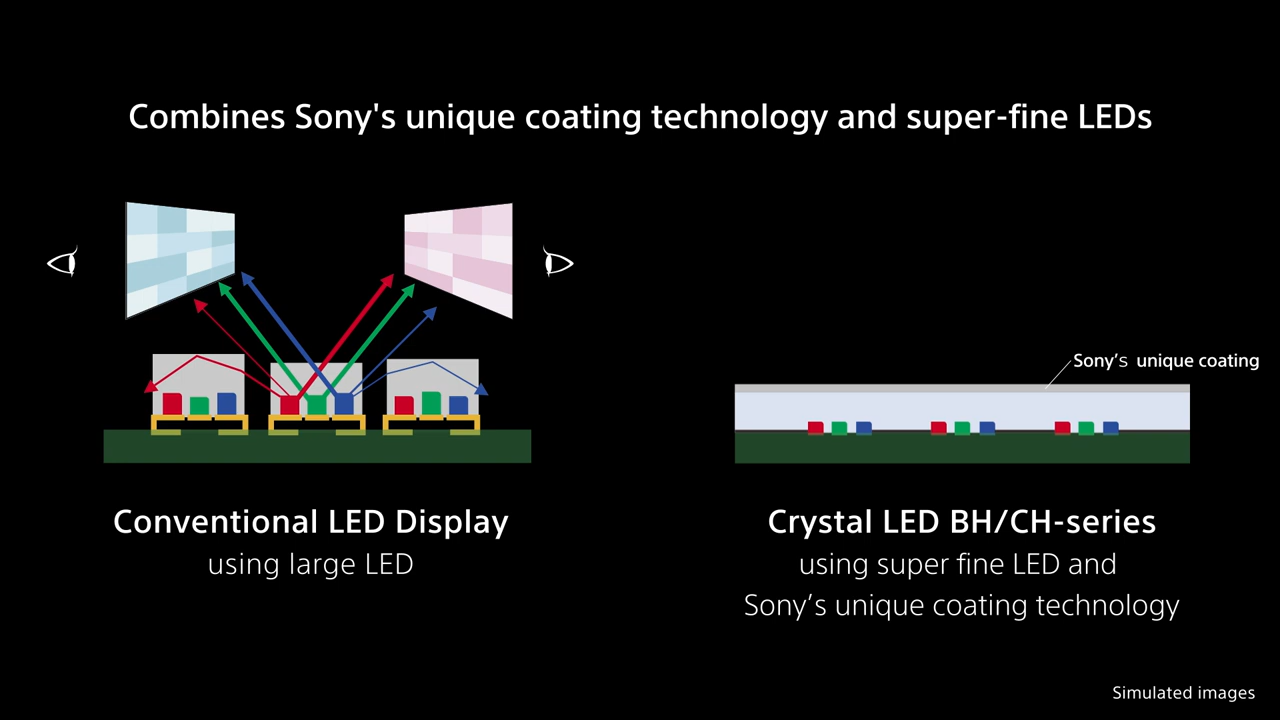 Combines Sony's unique coating technology and super-fine LEDs
Sony’s unique coating
Conventional LED Display
using large LED
Crystal LED BH/CH-series
using super fine LED and
Sony’s unique coating technology
Simulated images